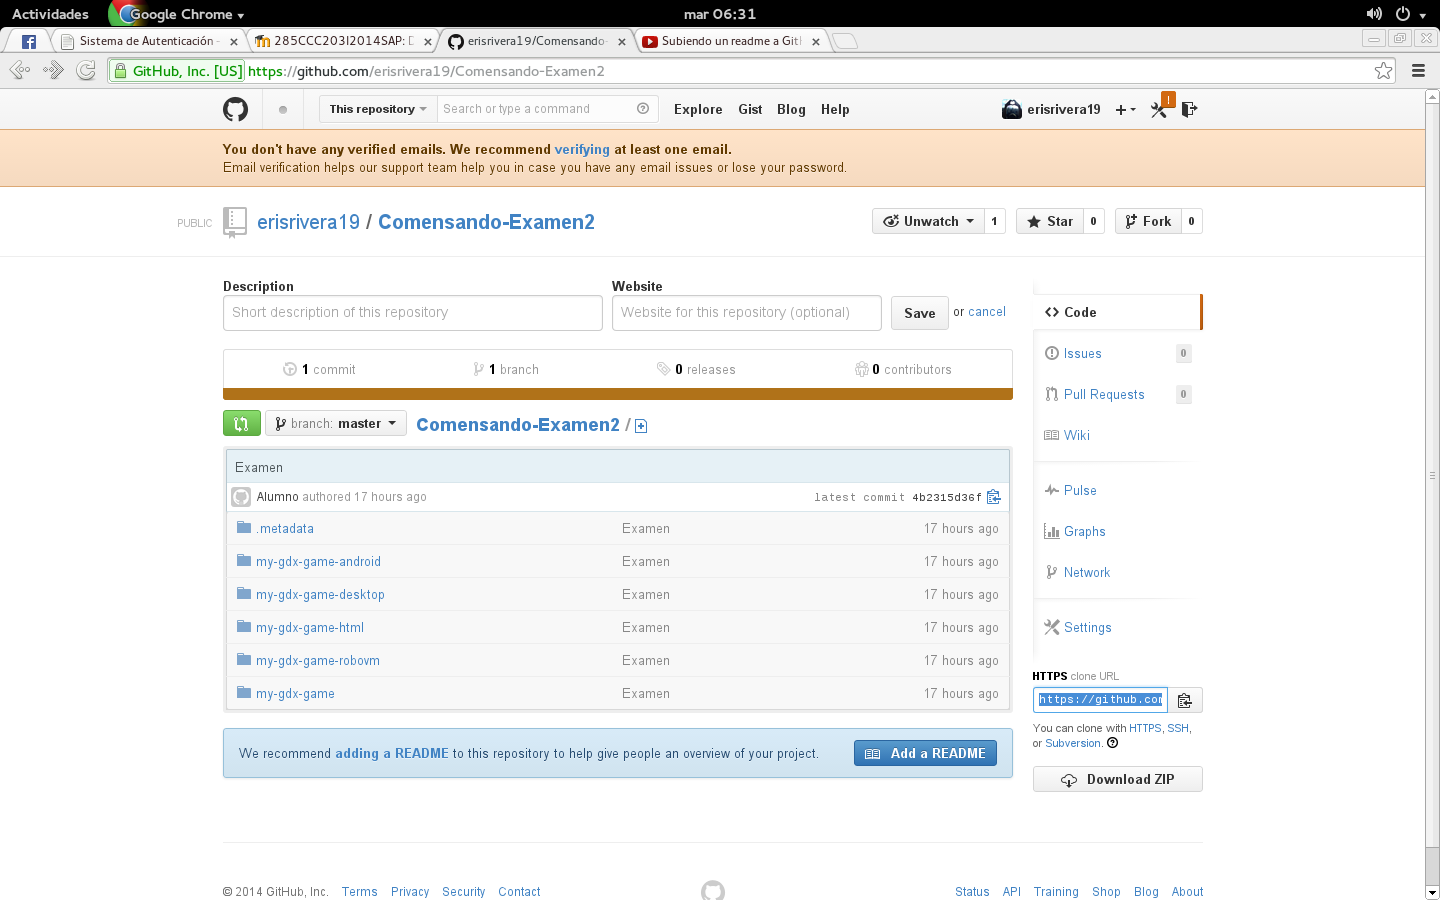 Actividades Google Chrome mar 06:31
Sistema de Autenticación - 285CCC203I2014SAP: D erisrivera19/Comensando- Subiendo un readme a Gitl
GitHub, Inc. [US] https://github.com/erisrivera19/Comensando-Examen2
This repository Search or type a command Explore Gist Blog Help erisrivera19
You don't have any verified emails. We recommend verifying at least one email.
Email verification helps our support team help you in case you have any email issues or lose your password.
PUBLIC erisrivera19 / Comensando-Examen2 Unwatch 1 Star 0 Fork 0
Description Website
Short description of this repository Website for this repository (optional) Save or cancel
1 commit 1 branch 0 releases 0 contributors
branch: master Comensando-Examen2 /
Examen
Alumno authored 17 hours ago latest commit 4b2315d36f
.metadata Examen 17 hours ago
my-gdx-game-android Examen 17 hours ago
my-gdx-game-desktop Examen 17 hours ago
my-gdx-game-html Examen 17 hours ago
my-gdx-game-robovm Examen 17 hours ago
my-gdx-game Examen 17 hours ago
We recommend adding a README to this repository to help give people an overview of your project. Add a README
Code
Issues 0
Pull Requests 0
Wiki
Pulse
Graphs
Network
Settings
HTTPS clone URL
https://github.com
You can clone with HTTPS, SSH,
or Subversion.
Download ZIP
© 2014 GitHub, Inc. Terms Privacy Security Contact Status API Training Shop Blog About